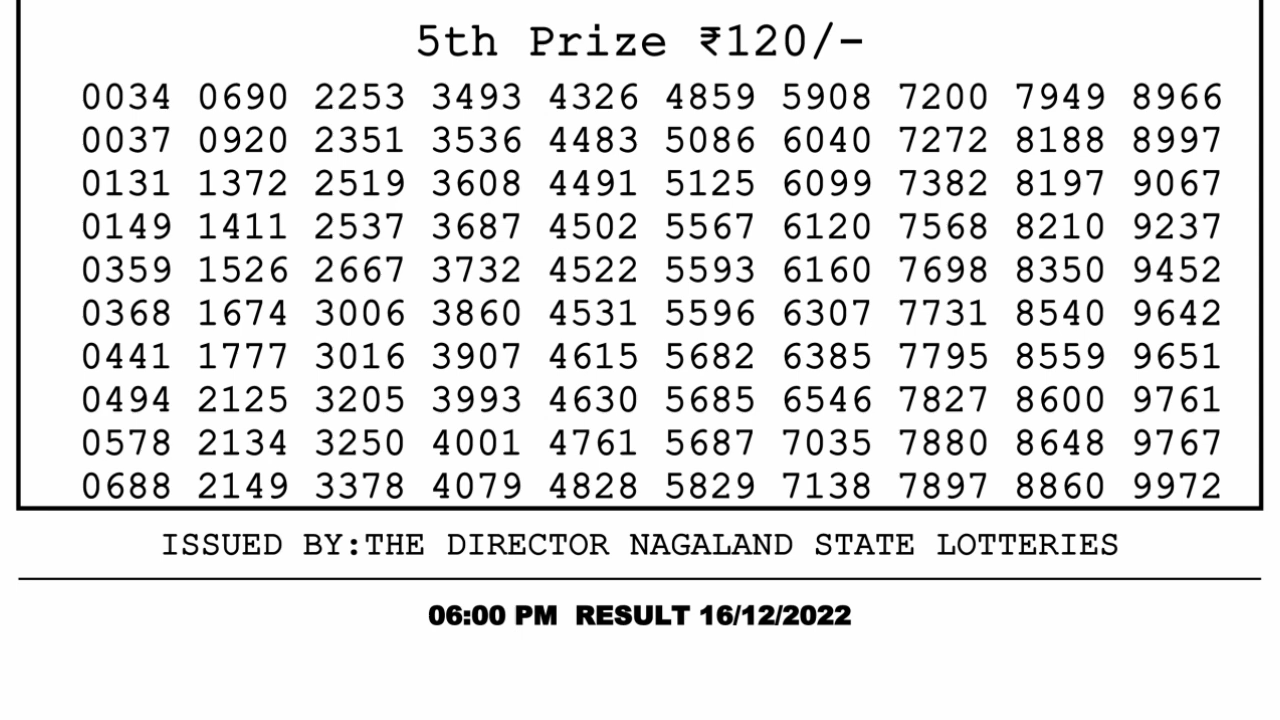 5th Prize ₹120/-
0034 0690 2253 3493 4326 4859 5908 7200 7949 8966
0037 0920 2351 3536 4483 5086 6040 7272 8188 8997
0131 1372 2519 3608 4491 5125 6099 7382 8197 9067
0149 1411 2537 3687 4502 5567 6120 7568 8210 9237
0359 1526 2667 3732 4522 5593 6160 7698 8350 9452
0368 1674 3006 3860 4531 5596 6307 7731 8540 9642
0441 1777 3016 3907 4615 5682 6385 7795 8559 9651
0494 2125 3205 3993 4630 5685 6546 7827 8600 9761
0578 2134 3250 4001 4761 5687 7035 7880 8648 9767
0688 2149 3378 4079 4828 5829 7138 7897 8860 9972
ISSUED BY:THE DIRECTOR NAGALAND STATE LOTTERIES
06:00 PM RESULT 16/12/2022